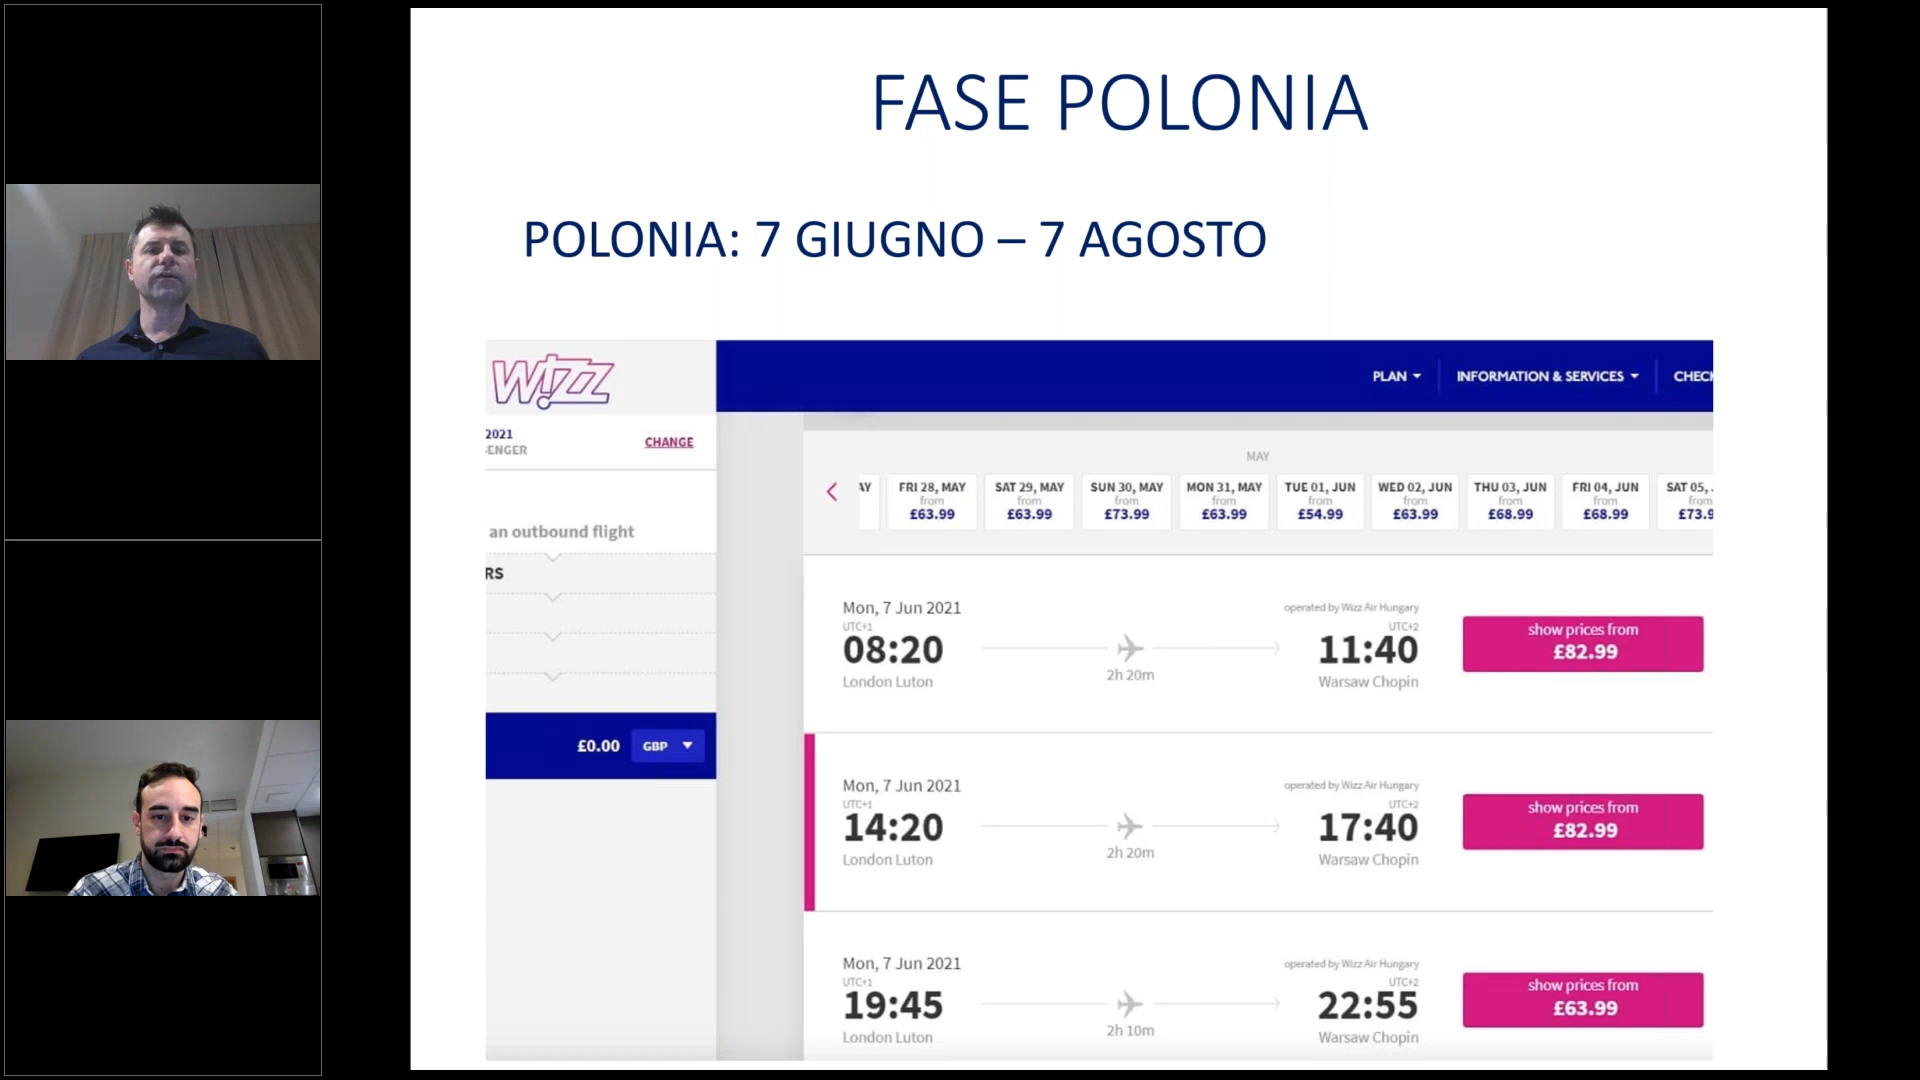 FASE POLONIA
POLONIA: 7 GIUGNO – 7 AGOSTO
WIZZ
PLAN
INFORMATION & SERVICES
CHECK
2021
ENGER
CHANGE
an outbound flight
RS
£0.00 GBP
MAY
AY
FRI 28, MAY
from
£63.99
SAT 29, MAY
from
£63.99
SUN 30, MAY
from
£73.99
MON 31, MAY
from
£63.99
TUE 01, JUN
from
£54.99
WED 02, JUN
from
£63.99
THU 03, JUN
from
£68.99
FRI 04, JUN
from
£68.99
SAT 05,
from
£73.9
Mon, 7 Jun 2021
UTC+1
08:20
London Luton
2h 20m
operated by Wizz Air Hungary
UTC+2
11:40
Warsaw Chopin
show prices from
£82.99
Mon, 7 Jun 2021
UTC+1
14:20
London Luton
2h 20m
operated by Wizz Air Hungary
UTC+2
17:40
Warsaw Chopin
show prices from
£82.99
Mon, 7 Jun 2021
UTC+1
19:45
London Luton
2h 10m
operated by Wizz Air Hungary
UTC+2
22:55
Warsaw Chopin
show prices from
£63.99